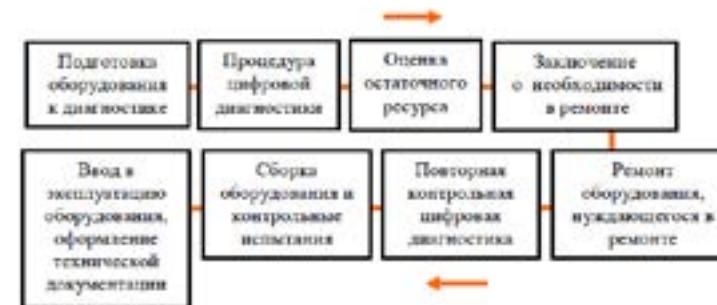 Подготовка
оборудования
к диагностике
Процедура
цифровой
диагностики
Оценка
остаточного
ресурса
Заключение
о необходимости
в ремонте
Ремонт
оборудования,
нуждающегося в
ремонте
Повторная
контрольная
цифровая
диагностика
Сборка
оборудования и
контрольные
испытания
Ввод в
эксплуатацию
оборудования,
оформление
технической
документации